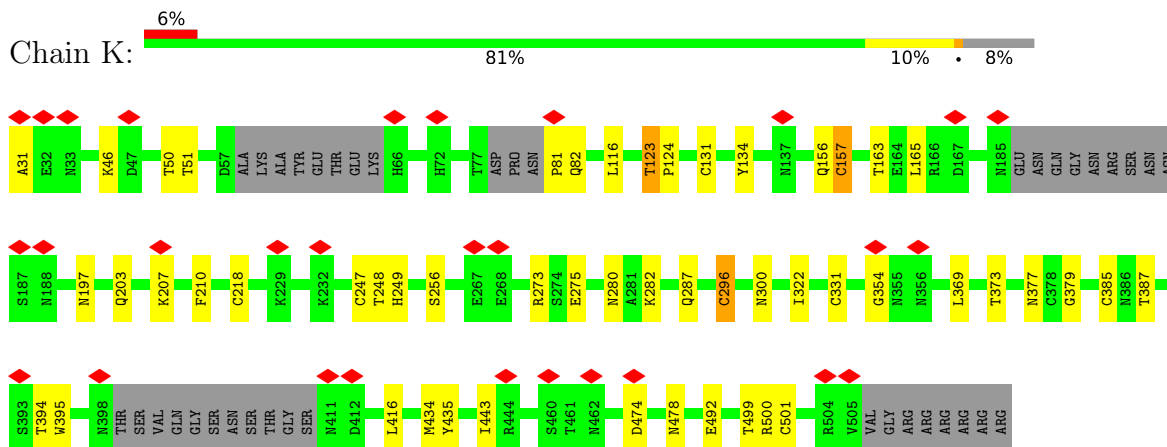 6%
Chain K:
81% 10% • 8%
A31 E32 N33 K46 D47 T50 T51 D57 ALA LYS ALA TYR GLU THR GLU LYS H66 H72 T77 ASP PRO ASN P81 Q82 L116 T123 P124 C131 Y134 N137 Q156 C157 T163 E164 L165 R166 D167 N185 GLU ASN GLN GLY ASN ARG SER ASN ASN
S187 N188 N197 Q203 K207 F210 C218 K229 K232 C247 T248 H249 S256 E267 E268 R273 S274 E275 N280 A281 K282 Q287 C296 N300 I322 C331 G354 N355 N356 L369 T373 N377 C378 G379 C385 N386 T387
S393 T394 W395 N398 THR SER VAL GLN GLY SER ASN SER THR GLY SER N411 D412 L416 M434 Y435 I443 R444 S460 T461 N462 D474 N478 E492 T499 R500 C501 R504 V505 VAL GLY ARG ARG ARG ARG ARG ARG